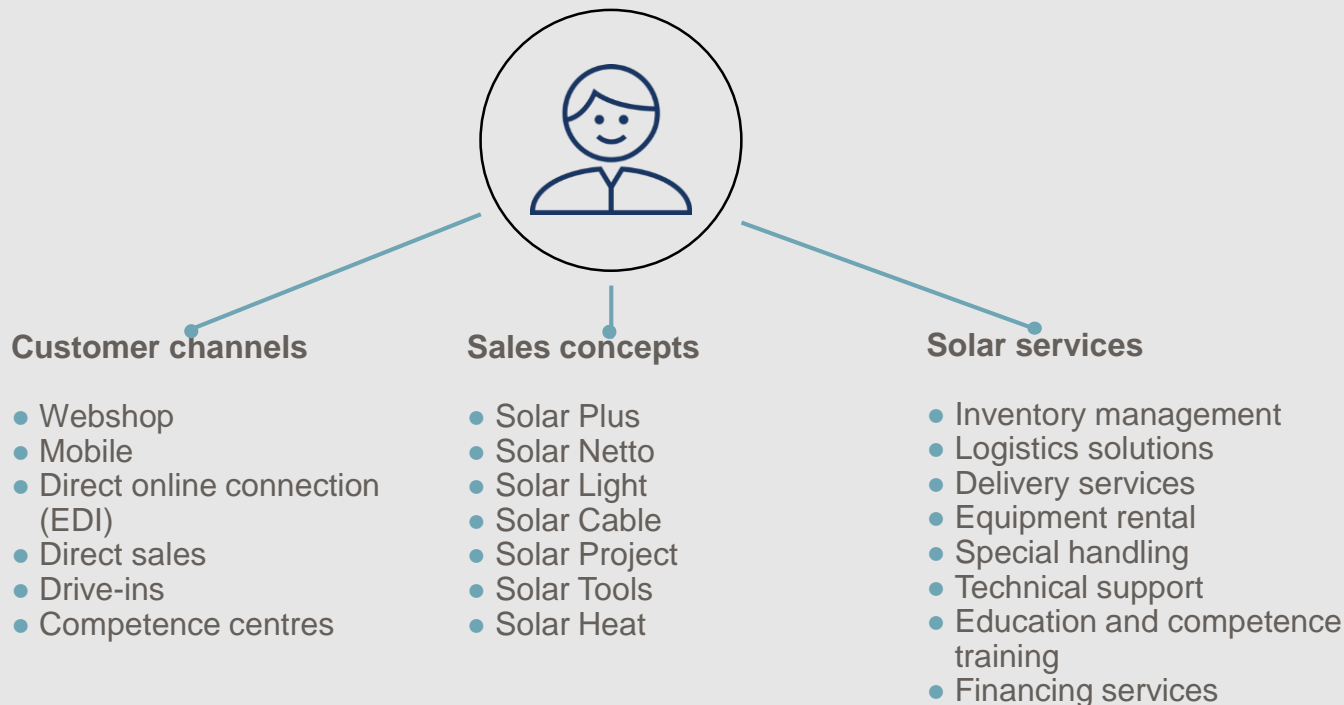 Customer channels
● Webshop
● Mobile
● Direct online connection
(EDI)
● Direct sales
● Drive-ins
● Competence centres
Sales concepts
● Solar Plus
● Solar Netto
● Solar Light
● Solar Cable
● Solar Project
● Solar Tools
● Solar Heat
Solar services
● Inventory management
● Logistics solutions
● Delivery services
● Equipment rental
● Special handling
● Technical support
● Education and competence
training
● Financing services